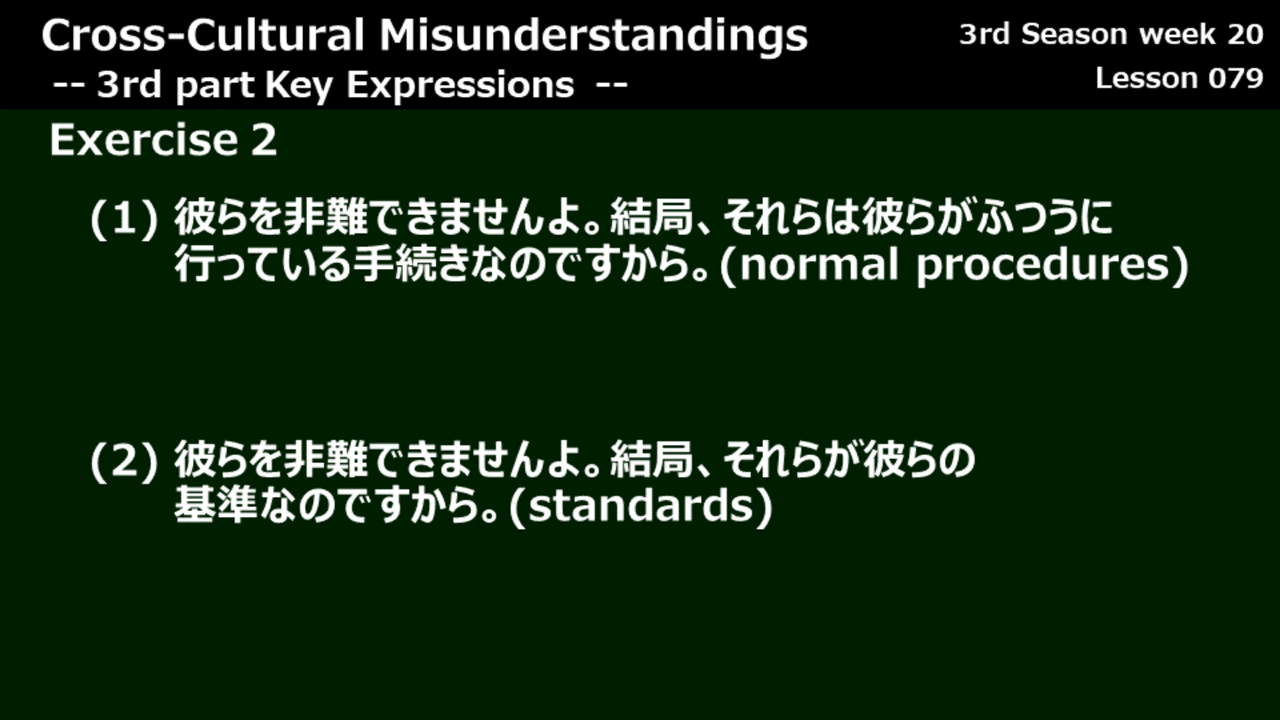 Cross-Cultural Misunderstandings
3rd Season week 20
-- 3rd part Key Expressions --
Lesson 079
Exercise 2
(1) 彼らを非難できませんよ。結局、それらは彼らがふつうに
行っている手続きなのですから。(normal procedures)
(2) 彼らを非難できませんよ。結局、それらが彼らの
基準なのですから。(standards)